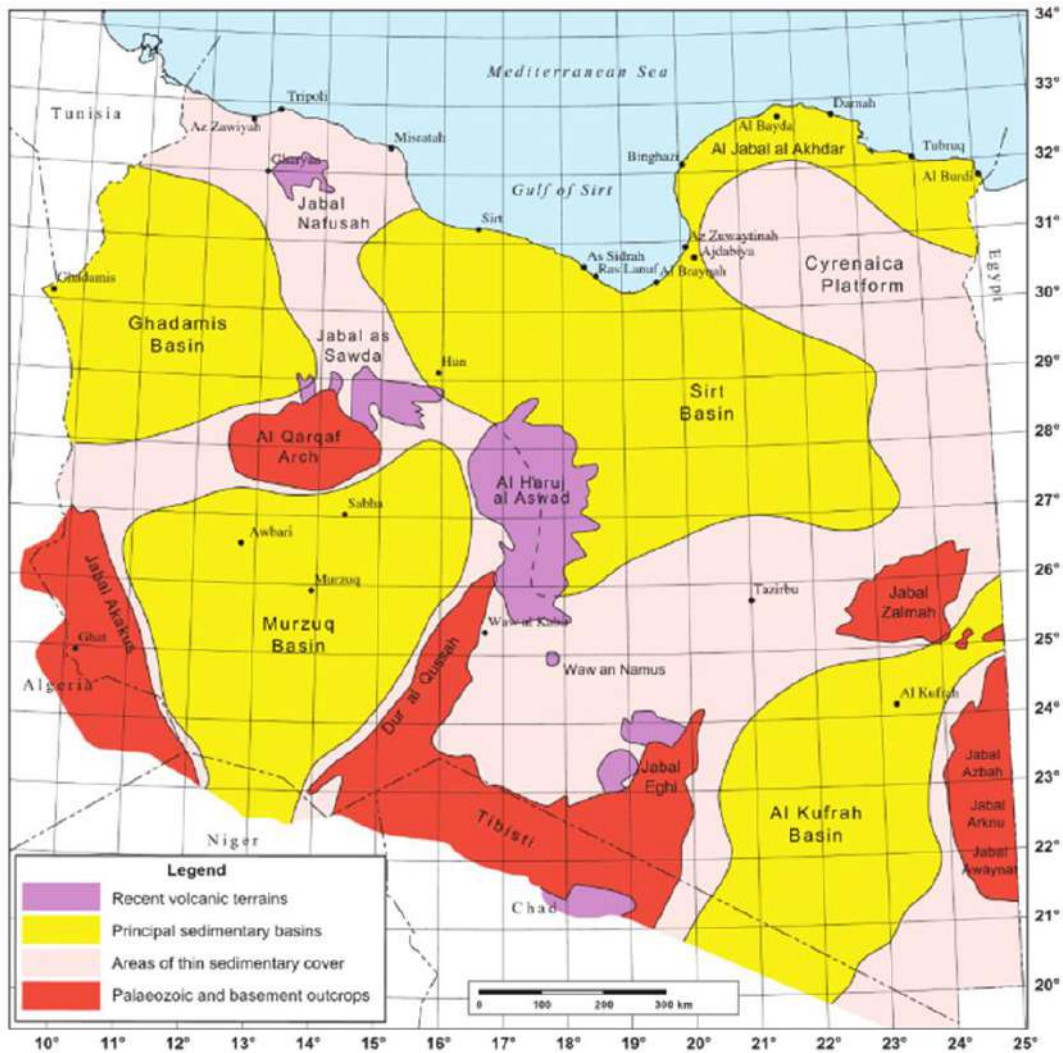 34°
33°
32°
31°
30°
29°
28°
27°
26°
25°
24°
23°
22°
21°
20°
Mediterranean Sea
Tunisia
Tripoli
Az Zawiyah
Misratah
Gharyan
Jabal
Nafusah
Darnah
Al Bayda
Al Jabal al Akhdar
Tubruq
Binghazi
Al Burdi
Gulf of Sirt
Sirt
Az Zuwaytinah
Ajdabiya
As Sidrah
Ras Lanuf
Al Brayqah
Cyrenaica
Platform
Egypt
Ghadamis
Ghadamis
Basin
Jabal as
Sawda
Hun
Sirt
Basin
Al Qarqaf
Arch
Al Haruj
al Aswad
Sabha
Awbari
Murzuq
Murzuq
Basin
Jabal Akakus
Ghat
Algeria
Dur al Qussah
Waw al Kabir
Waw an Namus
Tazirbu
Jabal
Zalmah
Al Kufrah
Jabal
Eghi
Tibisti
Al Kufrah
Basin
Jabal
Azbah
Jabal
Arknu
Jabal
Awaynat
Niger
Chad
Legend
Recent volcanic terrains
Principal sedimentary basins
Areas of thin sedimentary cover
Palaeozoic and basement outcrops
0 100 200 300 km
10° 11° 12° 13° 14° 15° 16° 17° 18° 19° 20° 21° 22° 23° 24° 25°